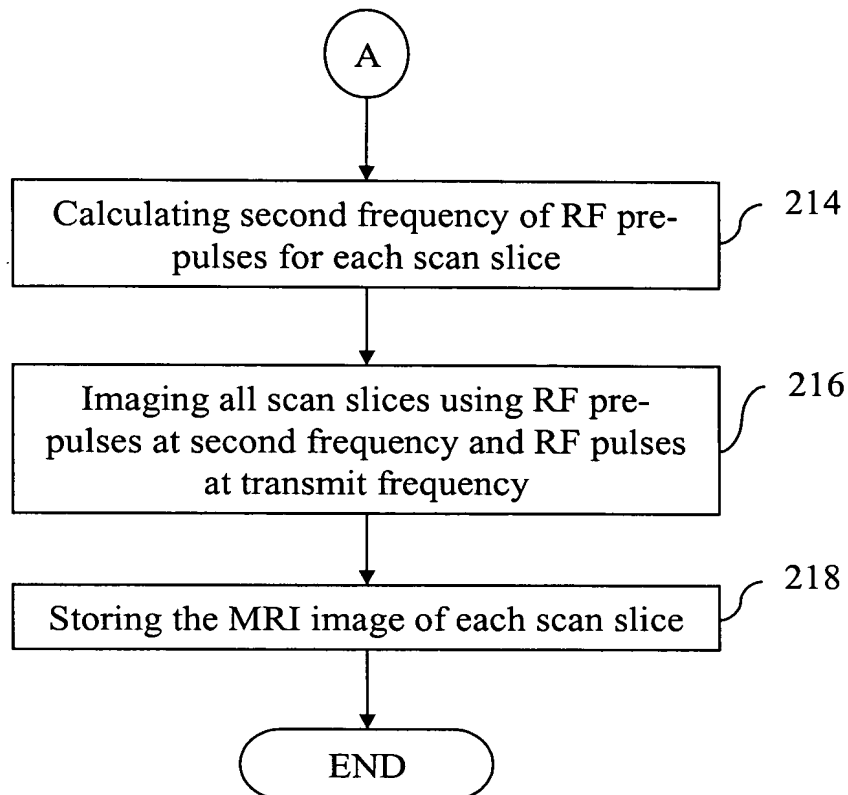 A
Calculating second frequency of RF pre-
pulses for each scan slice
214
Imaging all scan slices using RF pre-
pulses at second frequency and RF pulses
at transmit frequency
216
Storing the MRI image of each scan slice
218
END